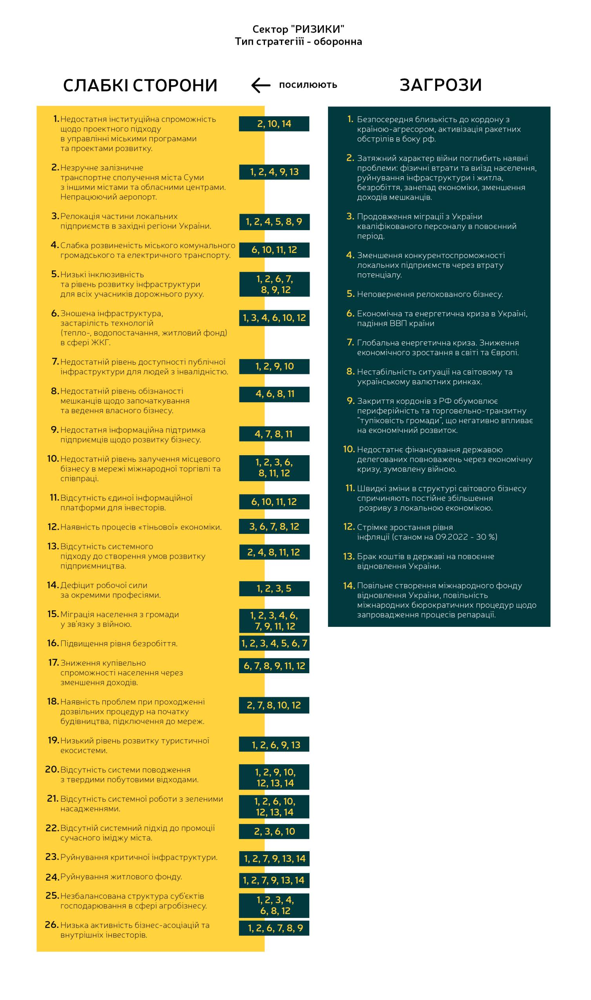 Сектор "РИЗИКИ"
Тип стратегіії - оборонна
СЛАБКІ СТОРОНИ
← посилюють
ЗАГРОЗИ
1. Недостатня інституційна спроможність
щодо проектного підходу
в управлінні міськими програмами
та проектами розвитку.
2, 10, 14
2. Незручне залізничне
транспортне сполучення міста Суми
з іншими містами та обласними центрами.
Непрацюючий аеропорт.
1, 2, 4, 9, 13
3. Релокація частини локальних
підприємств в західні регіони України.
1, 2, 4, 5, 8, 9
4. Слабка розвиненість міського комунального
громадського та електричного транспорту.
6, 10, 11, 12
5. Низькі інклюзивність
та рівень розвитку інфраструктури
для всіх учасників дорожнього руху.
1, 2, 6, 7,
8, 9, 12
6. Зношена інфраструктура,
застарілість технологій
(тепло-, водопостачання, житловий фонд)
в сфері ЖКГ.
1, 3, 4, 6, 10, 12
7. Недостатній рівень доступності публічної
інфраструктури для людей з інвалідністю.
1, 2, 9, 10
8. Недостатній рівень обізнаності
мешканців щодо започаткування
та ведення власного бізнесу.
4, 6, 8, 11
9. Недостатня інформаційна підтримка
підприємців щодо розвитку бізнесу.
4, 7, 8, 11
10. Недостатній рівень залучення місцевого
бізнесу в мережі міжнародної торгівлі та
співпраці.
1, 2, 3, 6,
8, 11, 12
11. Відсутність єдиної інформаційної
платформи для інвесторів.
6, 10, 11, 12
12. Наявність процесів «тіньової» економіки.
3, 6, 7, 8, 12
13. Відсутність системного
підходу до створення умов розвитку
підприємництва.
2, 4, 8, 11, 12
14. Дефіцит робочої сили
за окремими професіями.
1, 2, 3, 5
15. Міграція населення з громади
у зв'язку з війною.
1, 2, 3, 4, 6,
7, 9, 11, 12
16. Підвищення рівня безробіття.
1, 2, 3, 4, 5, 6, 7
17. Зниження купівельно
спроможності населення через
зменшення доходів.
6, 7, 8, 9, 11, 12
18. Наявність проблем при проходженні
дозвільних процедур на початку
будівництва, підключення до мереж.
2, 7, 8, 10, 12
19. Низький рівень розвитку туристичної
екосистеми.
1, 2, 6, 9, 13
20. Відсутність системи поводження
з твердими побутовими відходами.
1, 2, 9, 10,
12, 13, 14
21. Відсутність системної роботи з зеленими
насадженнями.
1, 2, 6, 10,
12, 13, 14
22. Відсутній системний підхід до промоції
сучасного іміджу міста.
2, 3, 6, 10
23. Руйнування критичної інфраструктури.
1, 2, 7, 9, 13, 14
24. Руйнування житлового фонду.
1, 2, 7, 9, 13, 14
25. Незбалансована структура суб'єктів
господарювання в сфері агробізнесу.
1, 2, 3, 4,
6, 8, 12
26. Низька активність бізнес-асоціацій та
внутрішніх інвесторів.
1, 2, 6, 7, 8, 9
1. Безпосередня близькість до кордону з
країною-агресором, активізація ракетних
обстрілів в боку рф.
2. Затяжний характер війни поглибить наявні
проблеми: фізичні втрати та виїзд населення,
руйнування інфраструктури і житла,
безробіття, занепад економіки, зменшення
доходів мешканців.
3. Продовження міграції з України
кваліфікованого персоналу в повоєнний
період.
4. Зменшення конкурентоспроможності
локальних підприємств через втрату
потенціалу.
5. Неповернення релокованого бізнесу.
6. Економічна та енергетична криза в Україні,
падіння ВВП країни
7. Глобальна енергетична криза. Зниження
економічного зростання в світі та Європі.
8. Нестабільність ситуації на світовому та
українському валютних ринках.
9. Закриття кордонів з РФ обумовлює
периферійність та торговельно-транзитну
“тупіковість громади”, що негативно впливає
на економічний розвиток.
10. Недостатнє фінансування державою
делегованих повноважень через економічну
кризу, зумовлену війною.
11. Швидкі зміни в структурі світового бізнесу
спричиняють постійне збільшення
розриву з локальною економікою.
12. Стрімке зростання рівня
інфляції (станом на 09.2022 - 30 %)
13. Брак коштів в державі на повоєнне
відновлення України.
14. Повільне створення міжнародного фонду
відновлення України, повільність
міжнародних бюрократичних процедур щодо
запровадження процесів репарації.